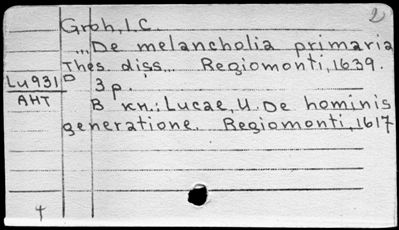 2
Groh, I.C.
,,,De melancholia primaria
Thes. diss,,, Regiomonti, 1639.
Lu931
AHT
D 3 p.
В кн.: Lucae, U. De hominis
generatione. Regiomonti, 1617
4